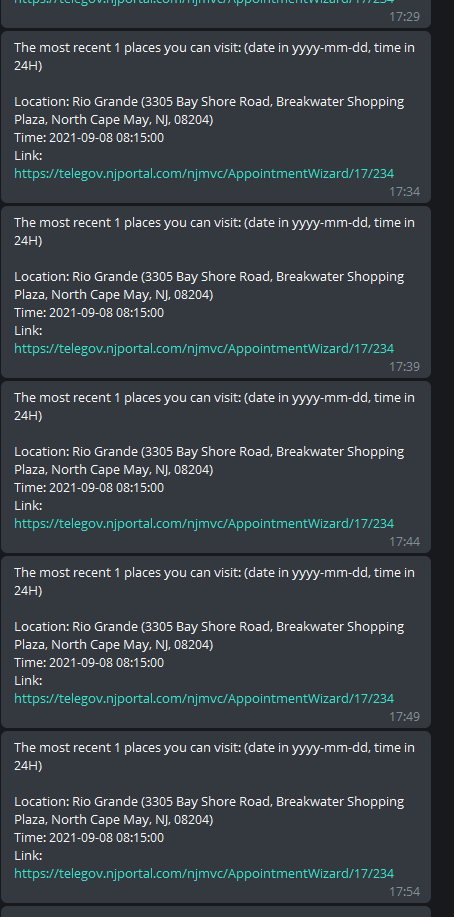 https://telegov.njportal.com/njmvc/AppointmentWizard/17/234
17:29
The most recent 1 places you can visit: (date in yyyy-mm-dd, time in
24H)
Location: Rio Grande (3305 Bay Shore Road, Breakwater Shopping
Plaza, North Cape May, NJ, 08204)
Time: 2021-09-08 08:15:00
Link:
https://telegov.njportal.com/njmvc/AppointmentWizard/17/234
17:34
The most recent 1 places you can visit: (date in yyyy-mm-dd, time in
24H)
Location: Rio Grande (3305 Bay Shore Road, Breakwater Shopping
Plaza, North Cape May, NJ, 08204)
Time: 2021-09-08 08:15:00
Link:
https://telegov.njportal.com/njmvc/AppointmentWizard/17/234
17:39
The most recent 1 places you can visit: (date in yyyy-mm-dd, time in
24H)
Location: Rio Grande (3305 Bay Shore Road, Breakwater Shopping
Plaza, North Cape May, NJ, 08204)
Time: 2021-09-08 08:15:00
Link:
https://telegov.njportal.com/njmvc/AppointmentWizard/17/234
17:44
The most recent 1 places you can visit: (date in yyyy-mm-dd, time in
24H)
Location: Rio Grande (3305 Bay Shore Road, Breakwater Shopping
Plaza, North Cape May, NJ, 08204)
Time: 2021-09-08 08:15:00
Link:
https://telegov.njportal.com/njmvc/AppointmentWizard/17/234
17:49
The most recent 1 places you can visit: (date in yyyy-mm-dd, time in
24H)
Location: Rio Grande (3305 Bay Shore Road, Breakwater Shopping
Plaza, North Cape May, NJ, 08204)
Time: 2021-09-08 08:15:00
Link:
https://telegov.njportal.com/njmvc/AppointmentWizard/17/234
17:54